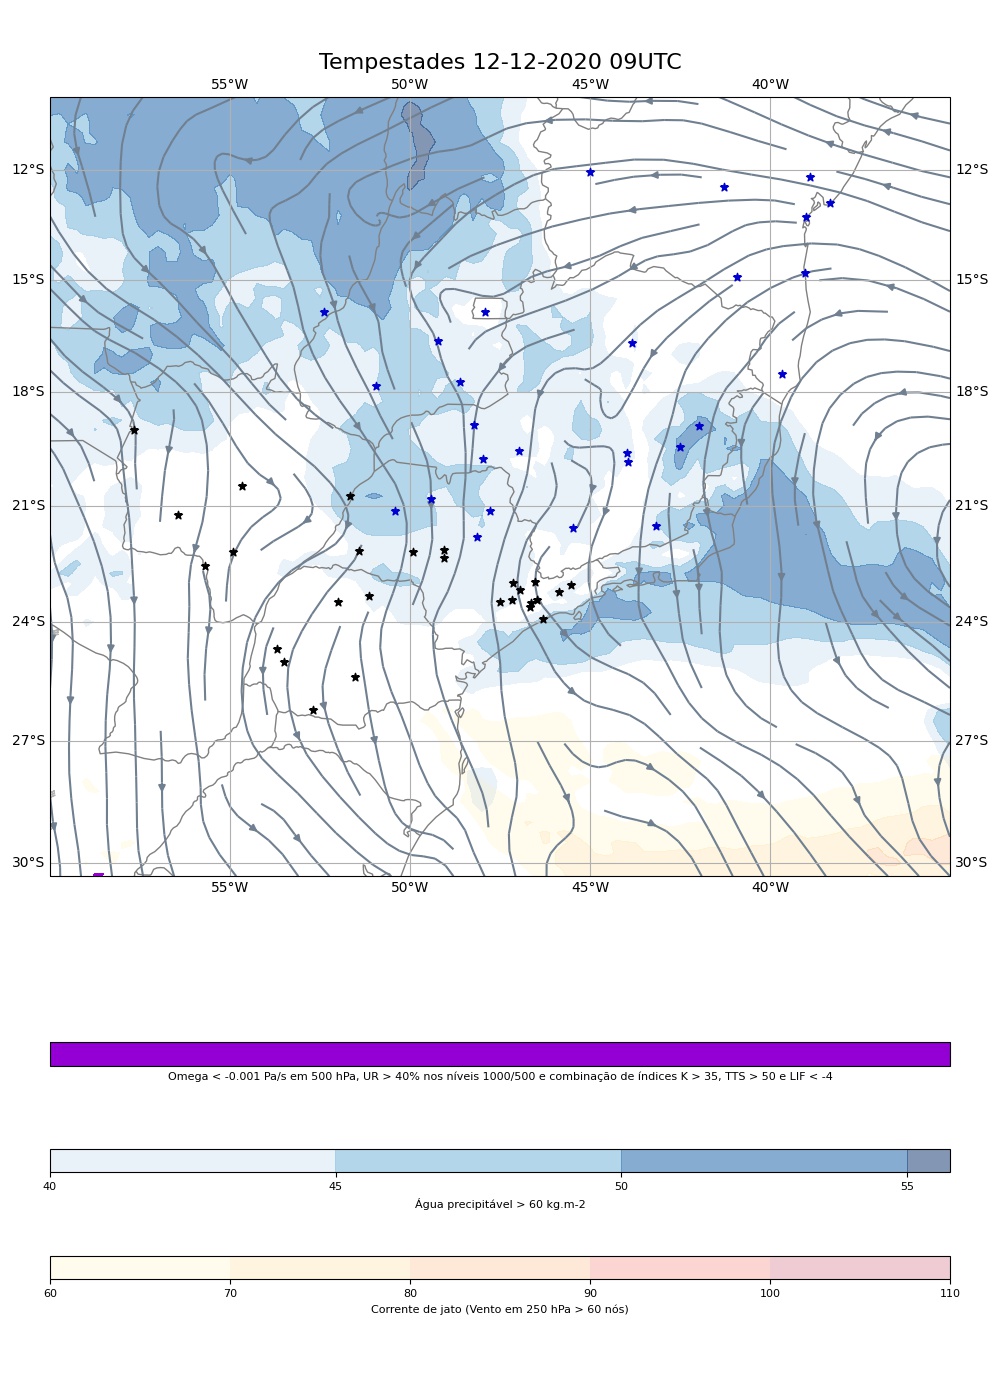 Tempestades 12-12-2020 09UTC
55°W 50°W 45°W 40°W
12°S 12°S
15°S 15°S
18°S 18°S
21°S 21°S
24°S 24°S
27°S 27°S
30°S 30°S
55°W 50°W 45°W 40°W
Omega < -0.001 Pa/s em 500 hPa, UR > 40% nos níveis 1000/500 e combinação de índices K > 35, TTS > 50 e LIF < -4
40 45 50 55
Água precipitável > 60 kg.m-2
60 70 80 90 100 110
Corrente de jato (Vento em 250 hPa > 60 nós)